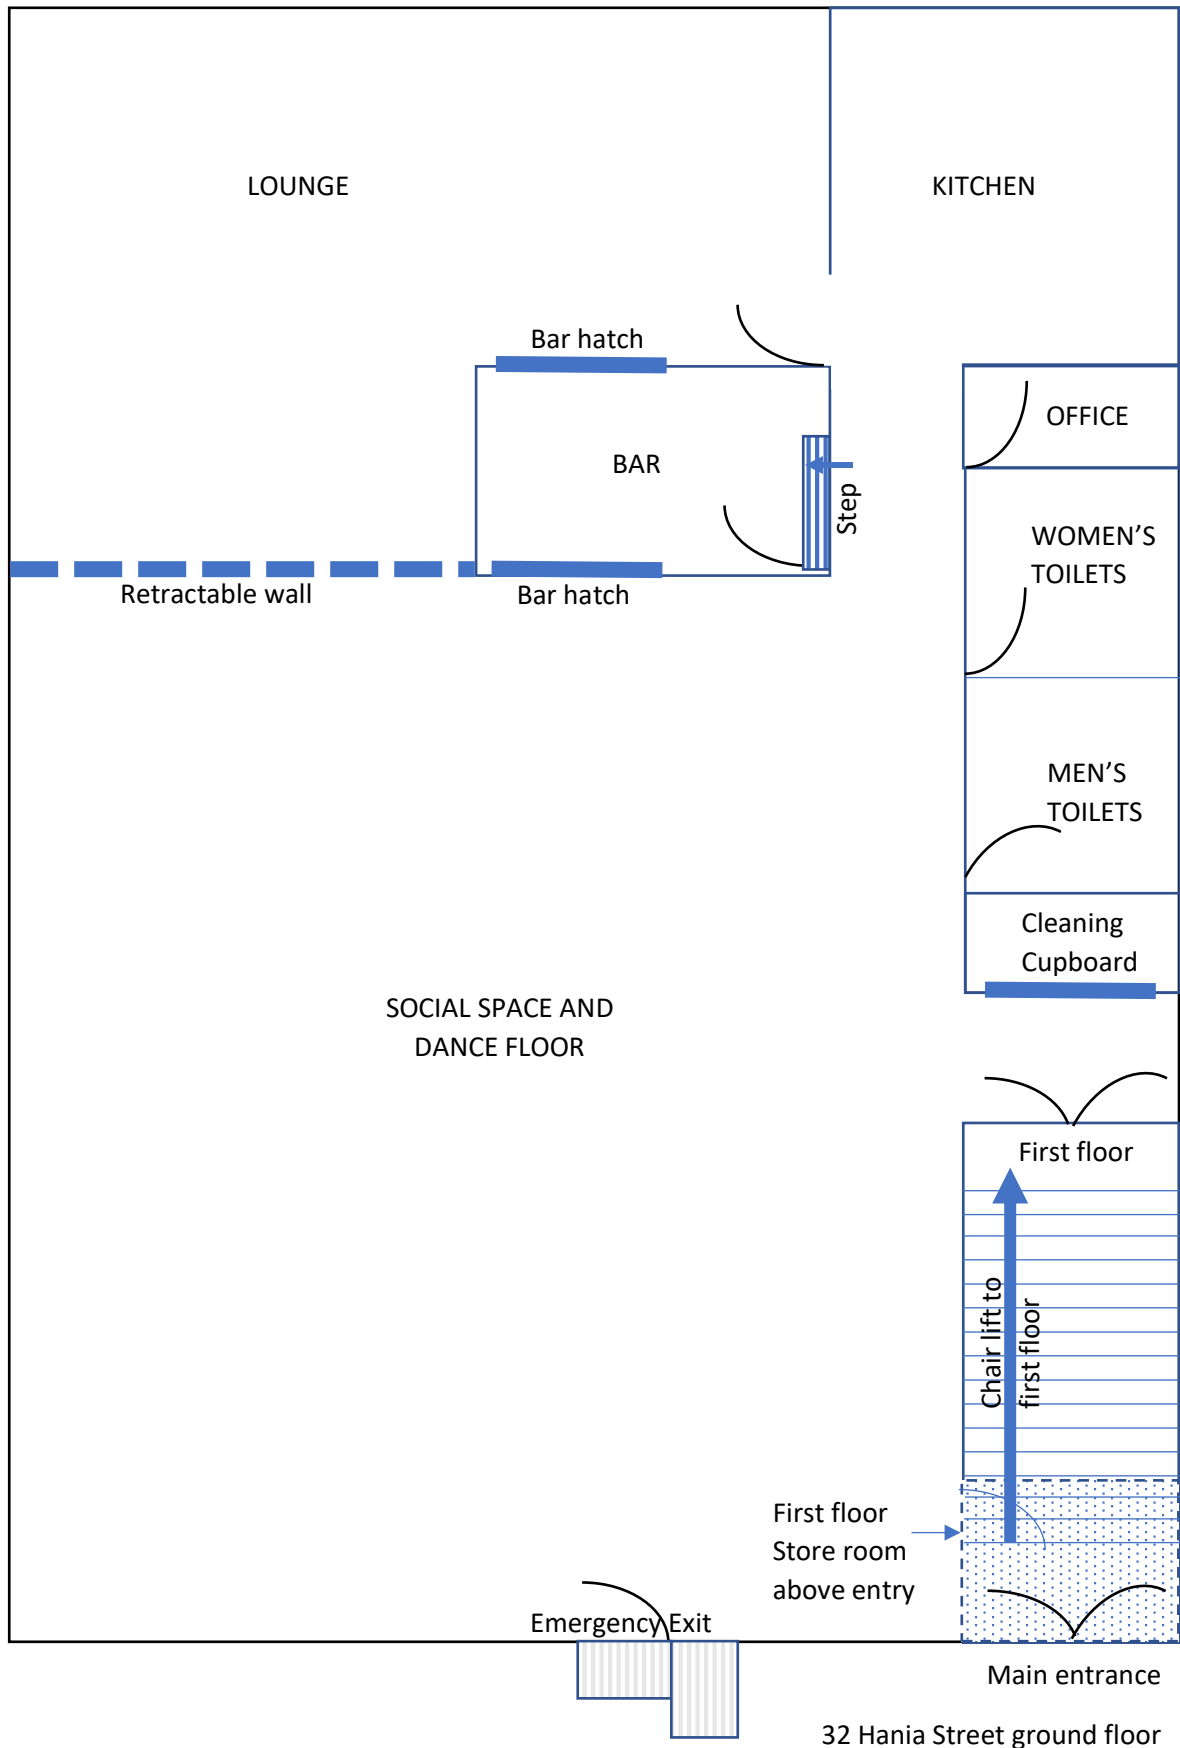 LOUNGE
KITCHEN
Bar hatch
OFFICE
BAR
Step
WOMEN’S
TOILETS
Retractable wall
Bar hatch
MEN’S
TOILETS
Cleaning
Cupboard
SOCIAL SPACE AND
DANCE FLOOR
First floor
Chair lift to
first floor
First floor
Store room
above entry
Emergency Exit
Main entrance
32 Hania Street ground floor